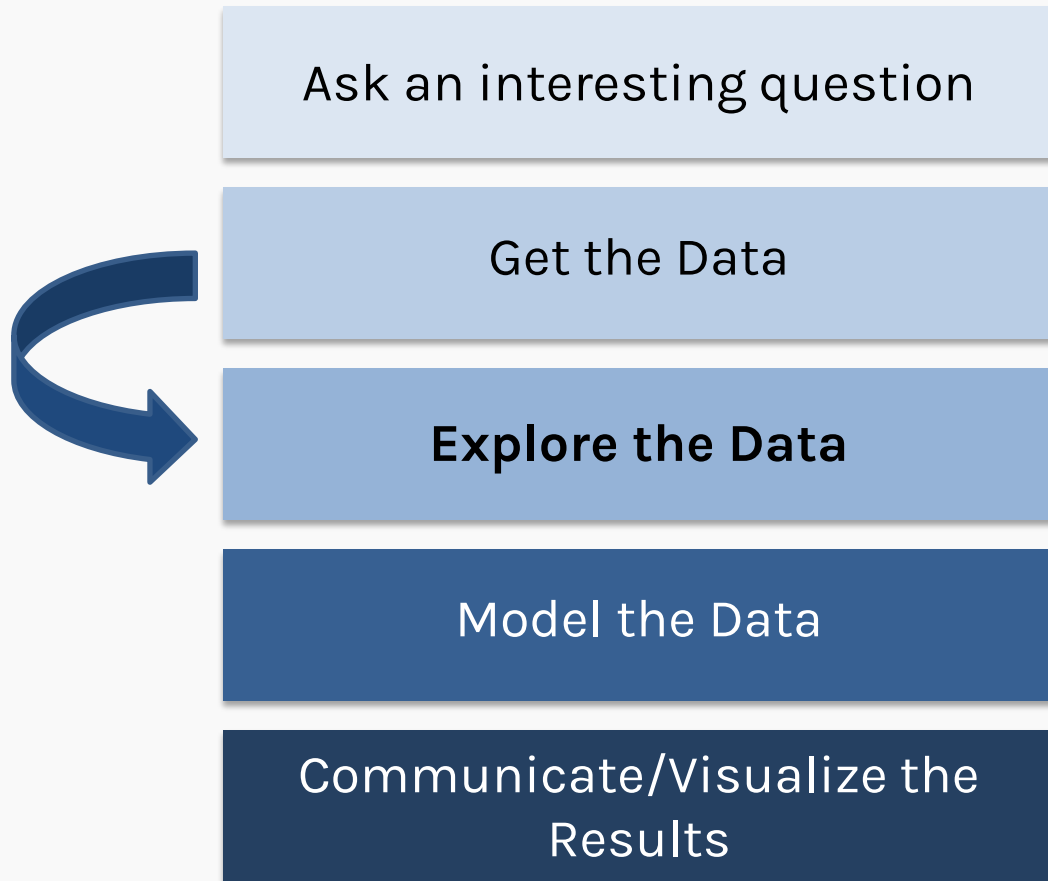 Ask an interesting question
Get the Data
Explore the Data
Model the Data
Communicate/Visualize the
Results